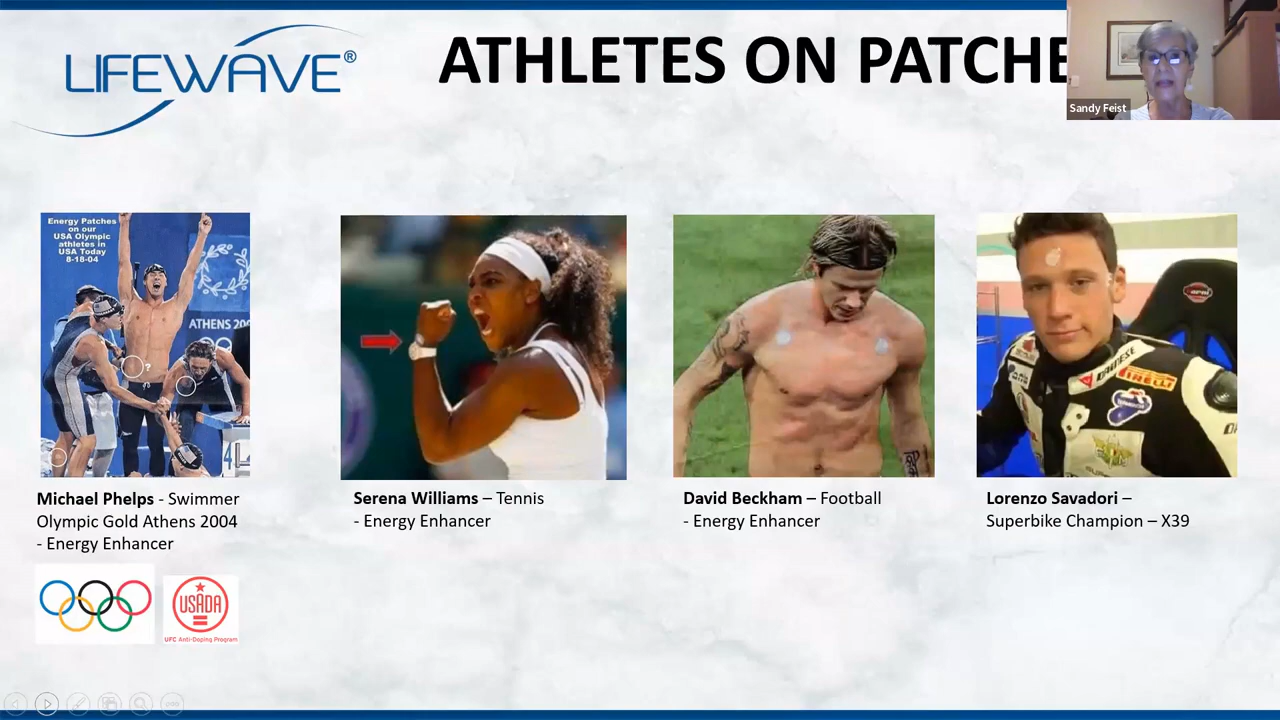 LIFEWAVE®
ATHLETES ON PATCHE
Sandy Feist
Energy Patches
on our
USA Olympic
athletes in
USA Today
8-18-04
ATHENS 200
?
Michael Phelps - Swimmer
Olympic Gold Athens 2004
- Energy Enhancer
Serena Williams – Tennis
- Energy Enhancer
David Beckham – Football
- Energy Enhancer
DAINESE
PIRELLI
Lorenzo Savadori –
Superbike Champion – X39
USADA
UFC Anti-Doping Program